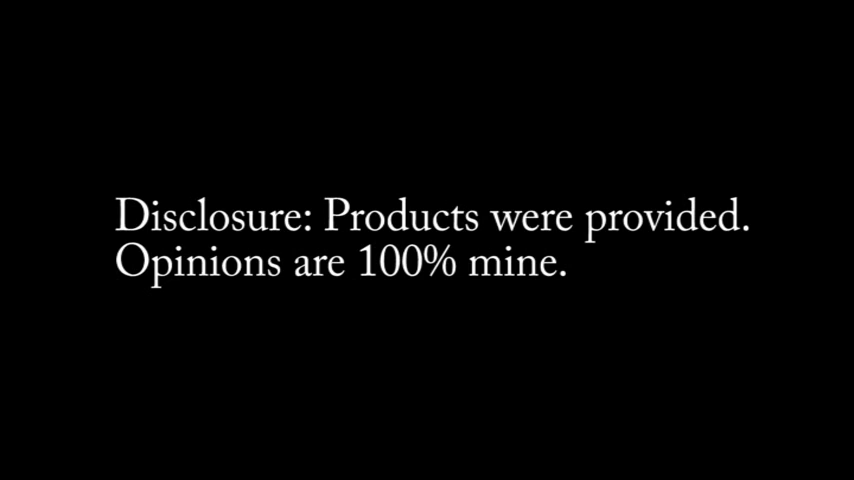 Disclosure: Products were provided.
Opinions are 100% mine.